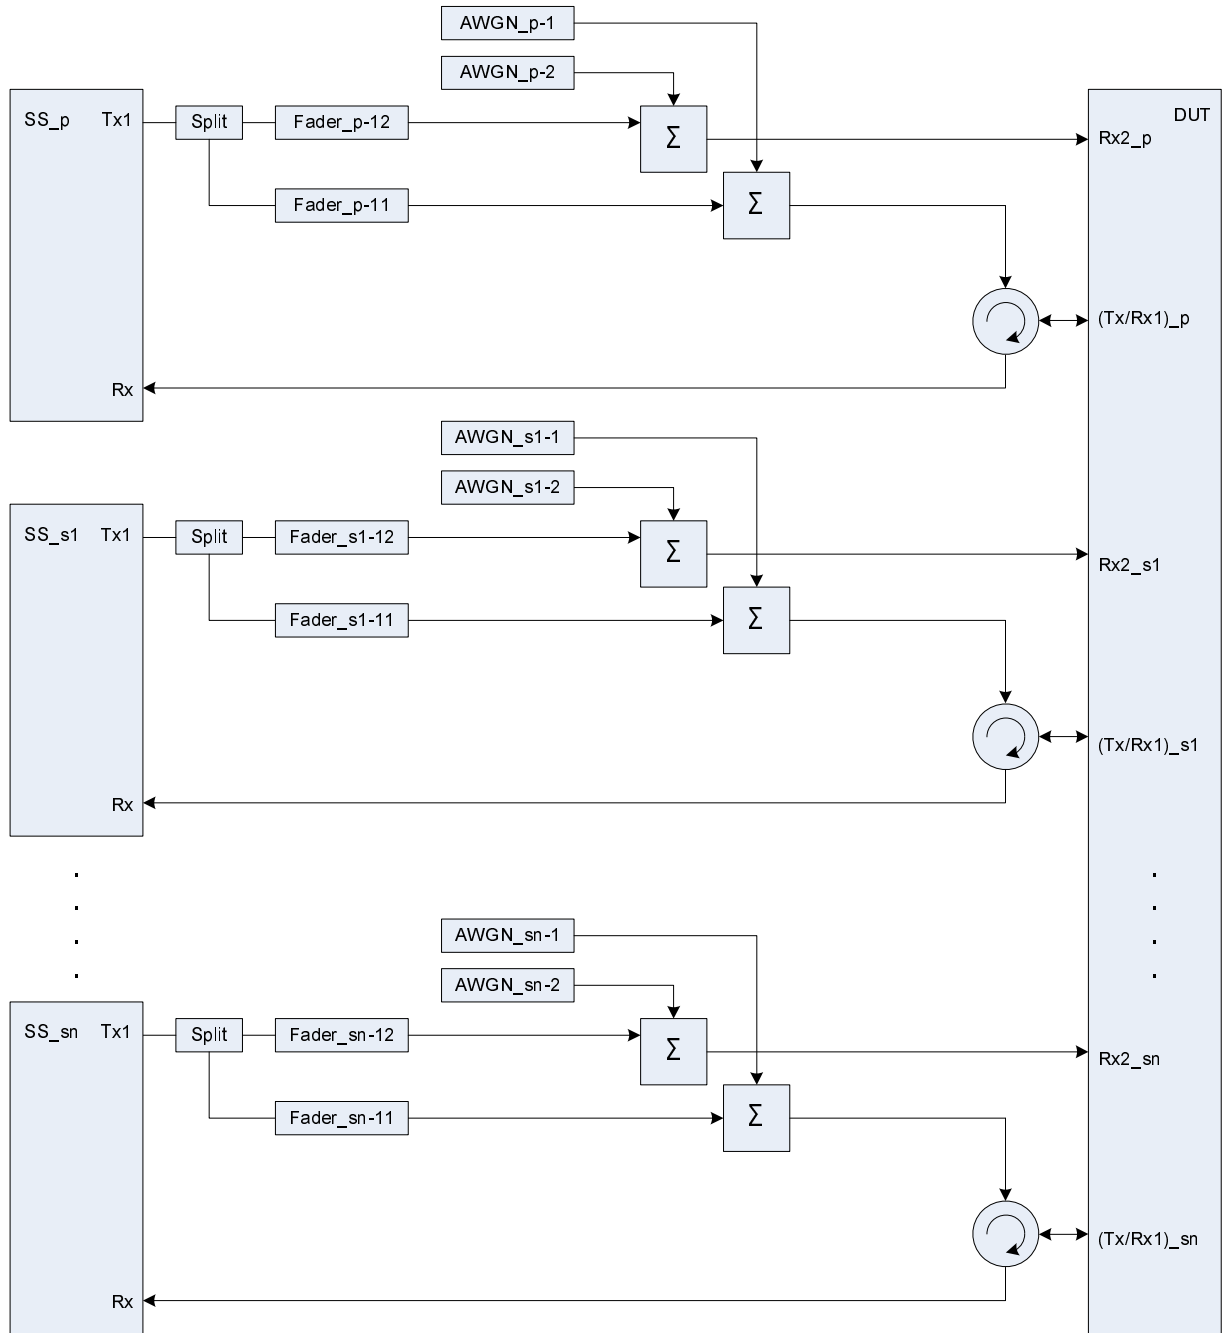 AWGN_p-1
AWGN_p-2
SS_p Tx1
Split
Fader_p-12
Σ
DUT
Rx2_p
Fader_p-11
Σ
(Tx/Rx1)_p
Rx
AWGN_s1-1
AWGN_s1-2
SS_s1 Tx1
Split
Fader_s1-12
Σ
Rx2_s1
Fader_s1-11
Σ
(Tx/Rx1)_s1
Rx
AWGN_sn-1
AWGN_sn-2
SS_sn Tx1
Split
Fader_sn-12
Σ
Rx2_sn
Fader_sn-11
Σ
(Tx/Rx1)_sn
Rx